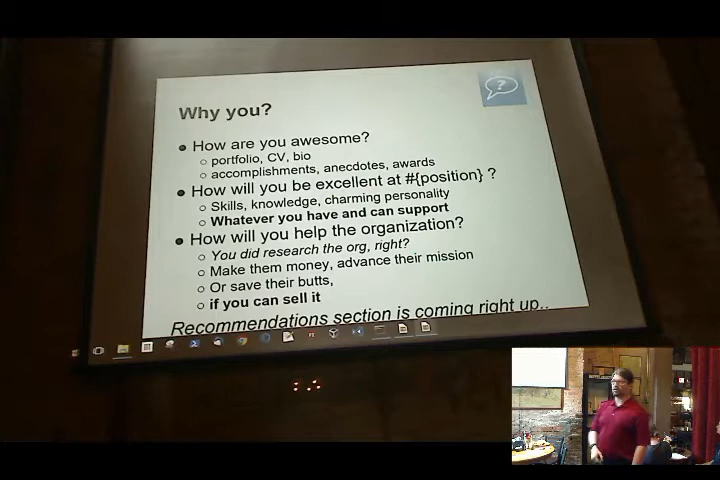 Why you?
How are you awesome?
portfolio, CV, bio
accomplishments, anecdotes, awards
How will you be excellent at #{position} ?
Skills, knowledge, charming personality
Whatever you have and can support
How will you help the organization?
You did research the org, right?
Make them money, advance their mission
Or save their butts,
if you can sell it
Recommendations section is coming right up..